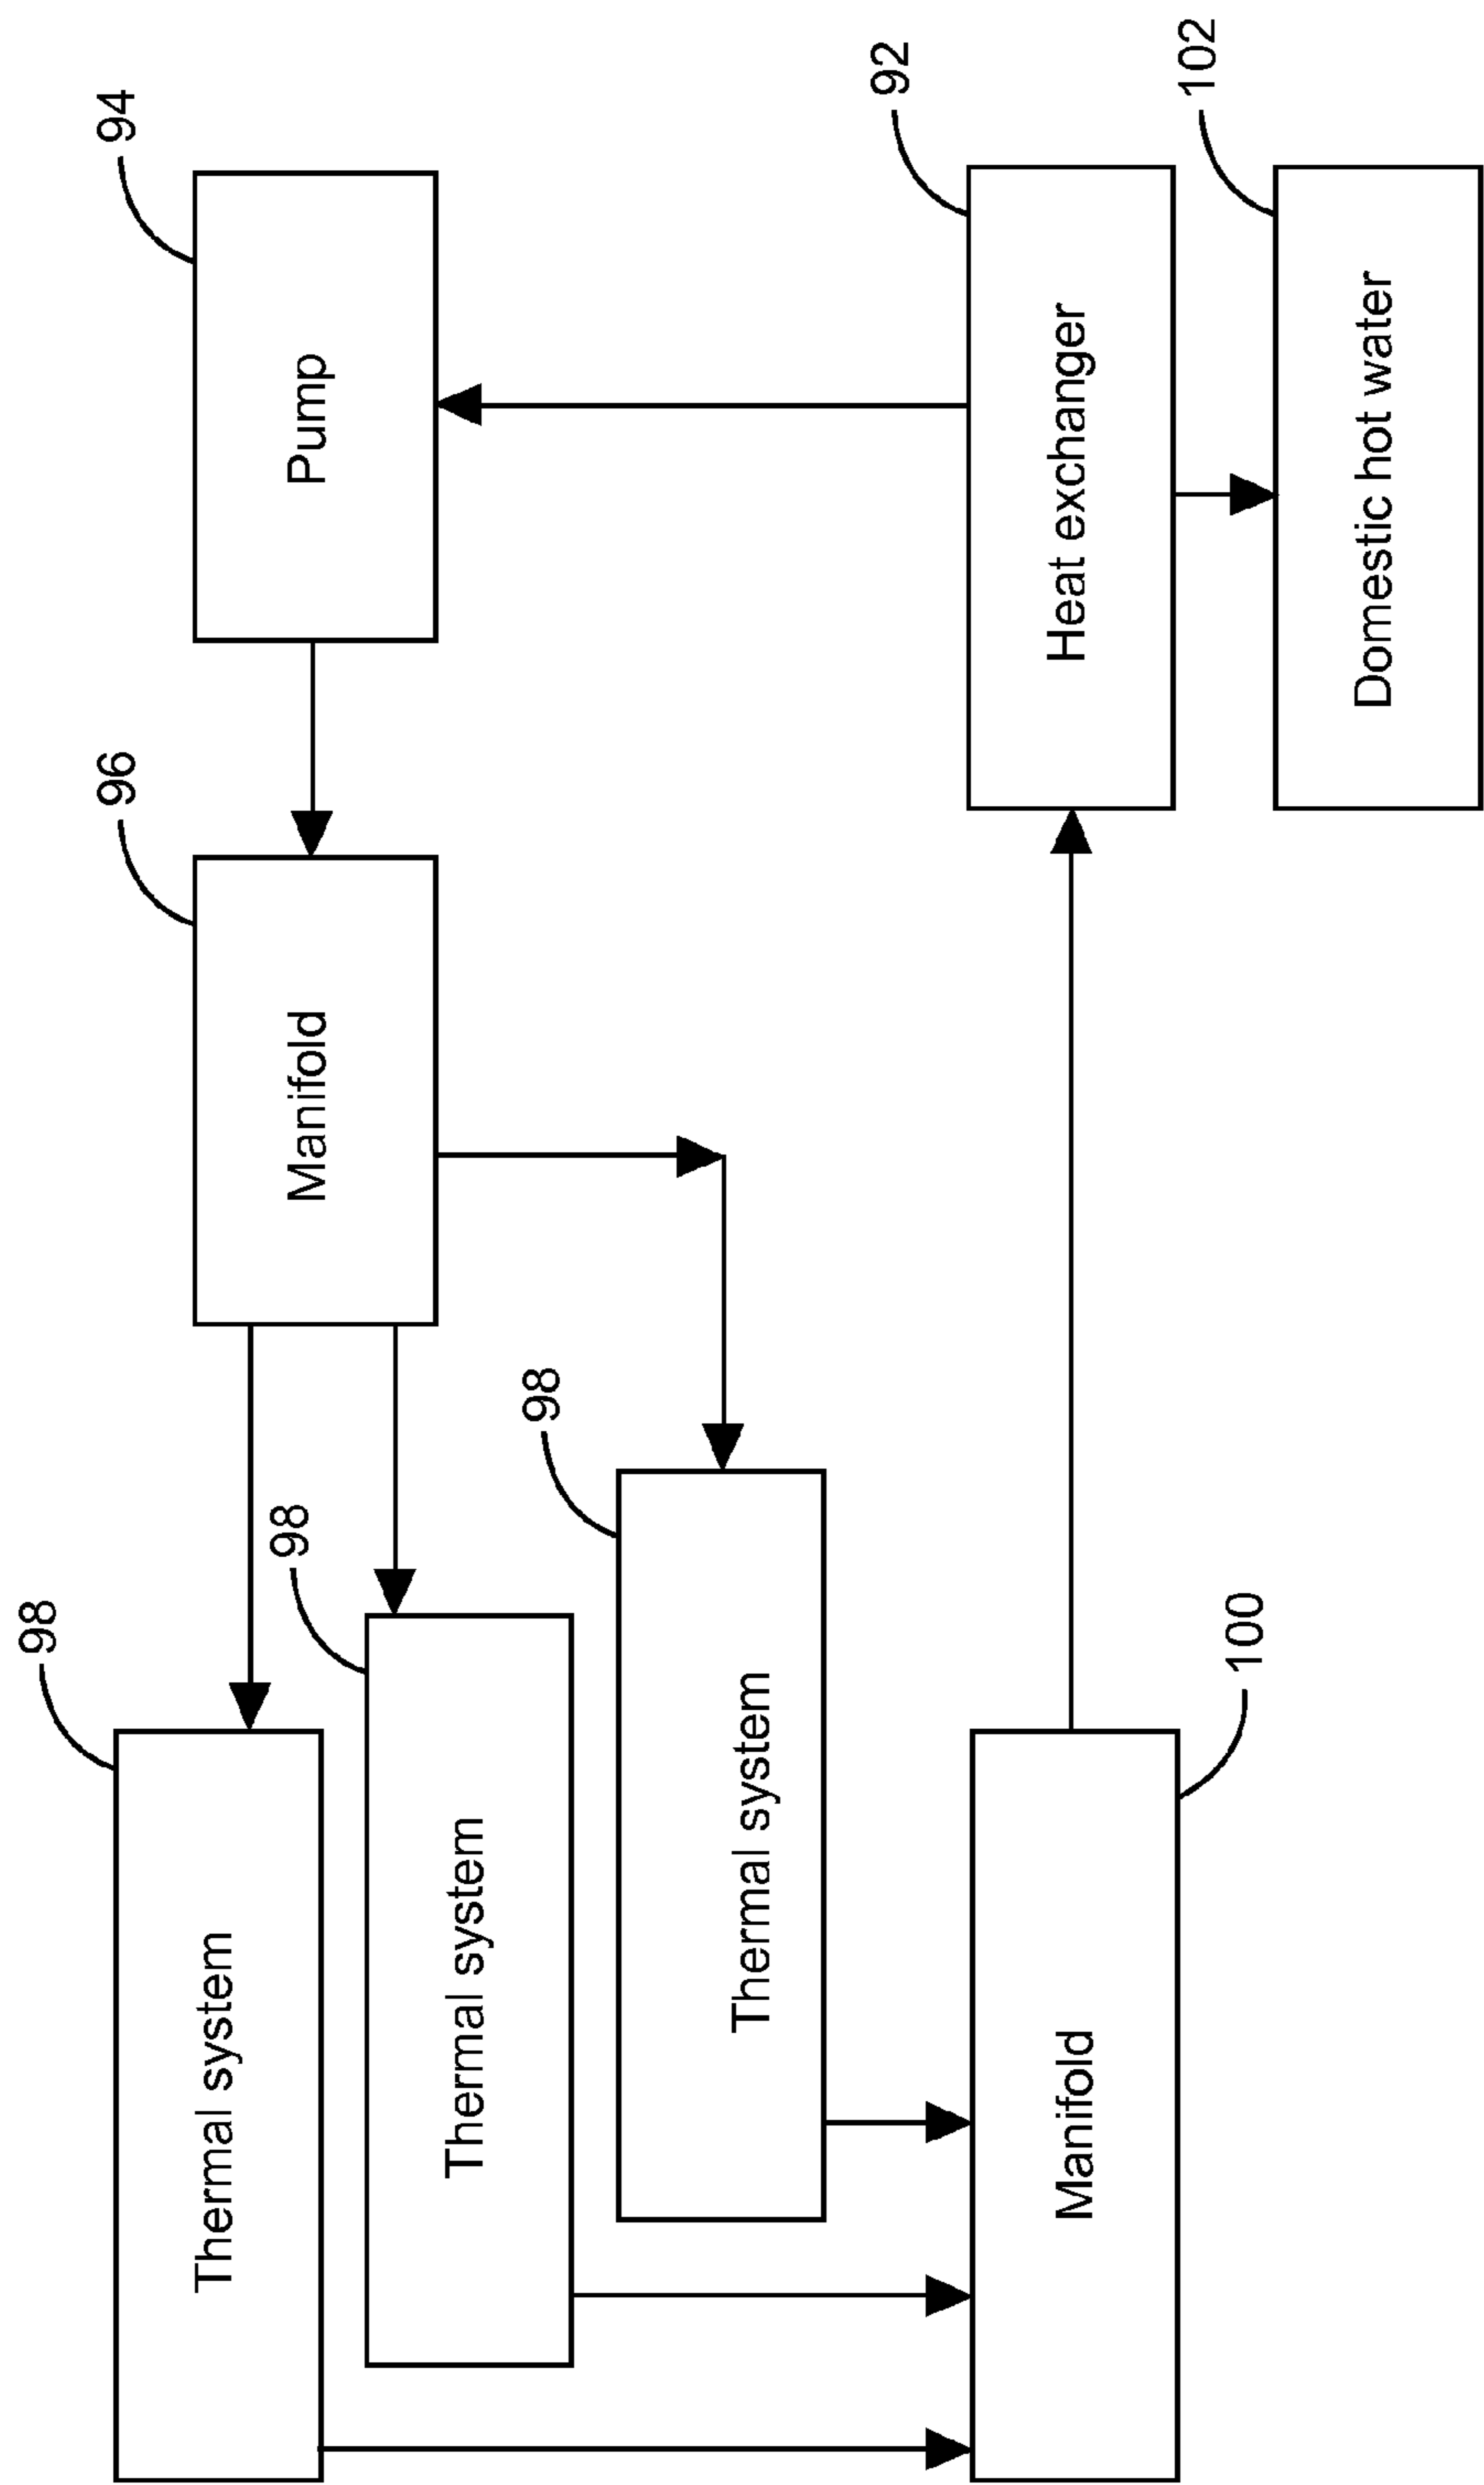 98
96
94
Thermal system
98
Manifold
Pump
Thermal system
98
Thermal system
92
Manifold
Heat exchanger
102
100
Domestic hot water